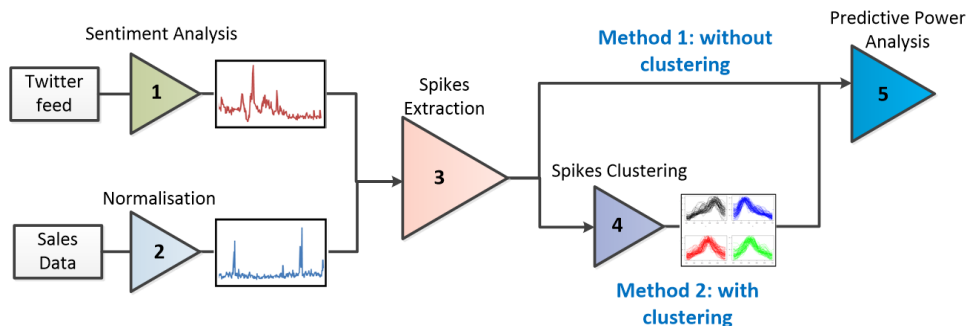 Sentiment Analysis
Twitter
feed
1
Normalisation
Sales
Data
2
Spikes
Extraction
3
Method 1: without
clustering
Spikes Clustering
4
Method 2: with
clustering
Predictive Power
Analysis
5